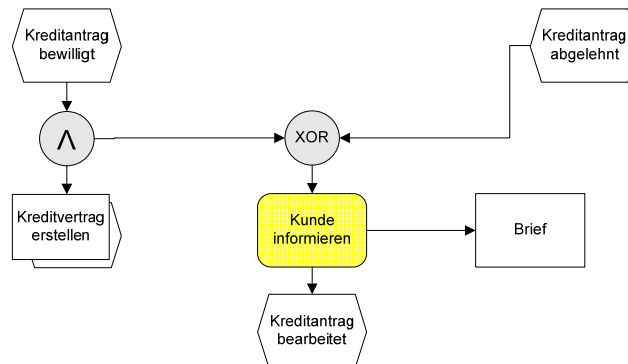 Kreditantrag
bewilligt
Kreditantrag
abgelehnt
Λ
XOR
Kreditvertrag
erstellen
Kunde
informieren
Brief
Kreditantrag
bearbeitet